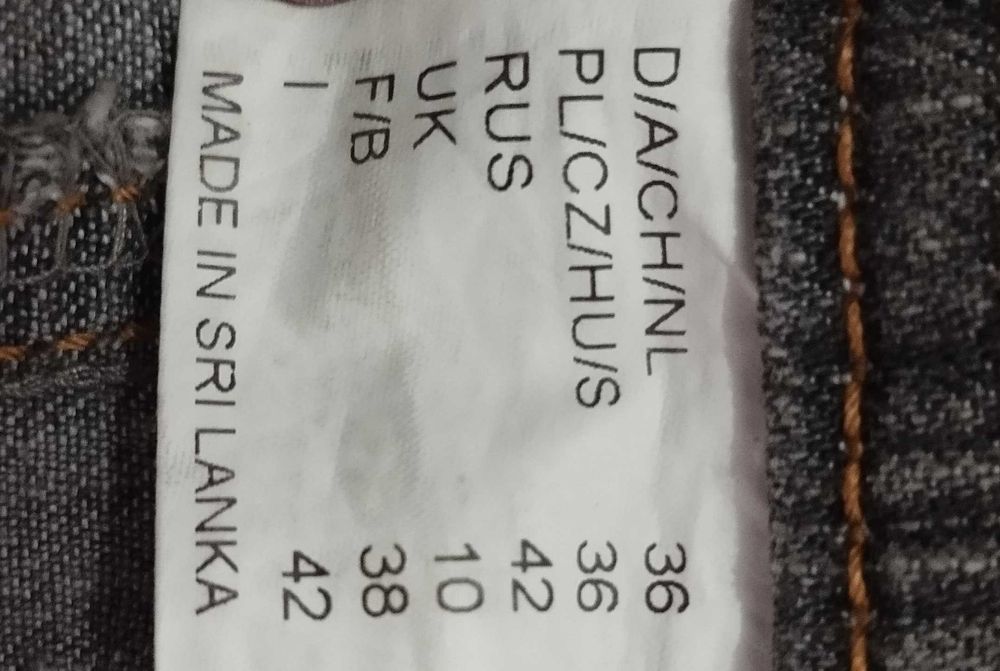 D/A/CH/NL 36
PL/CZ/HU/S 36
RUS 42
UK 10
F/B 38
I 42
MADE IN SRI LANKA